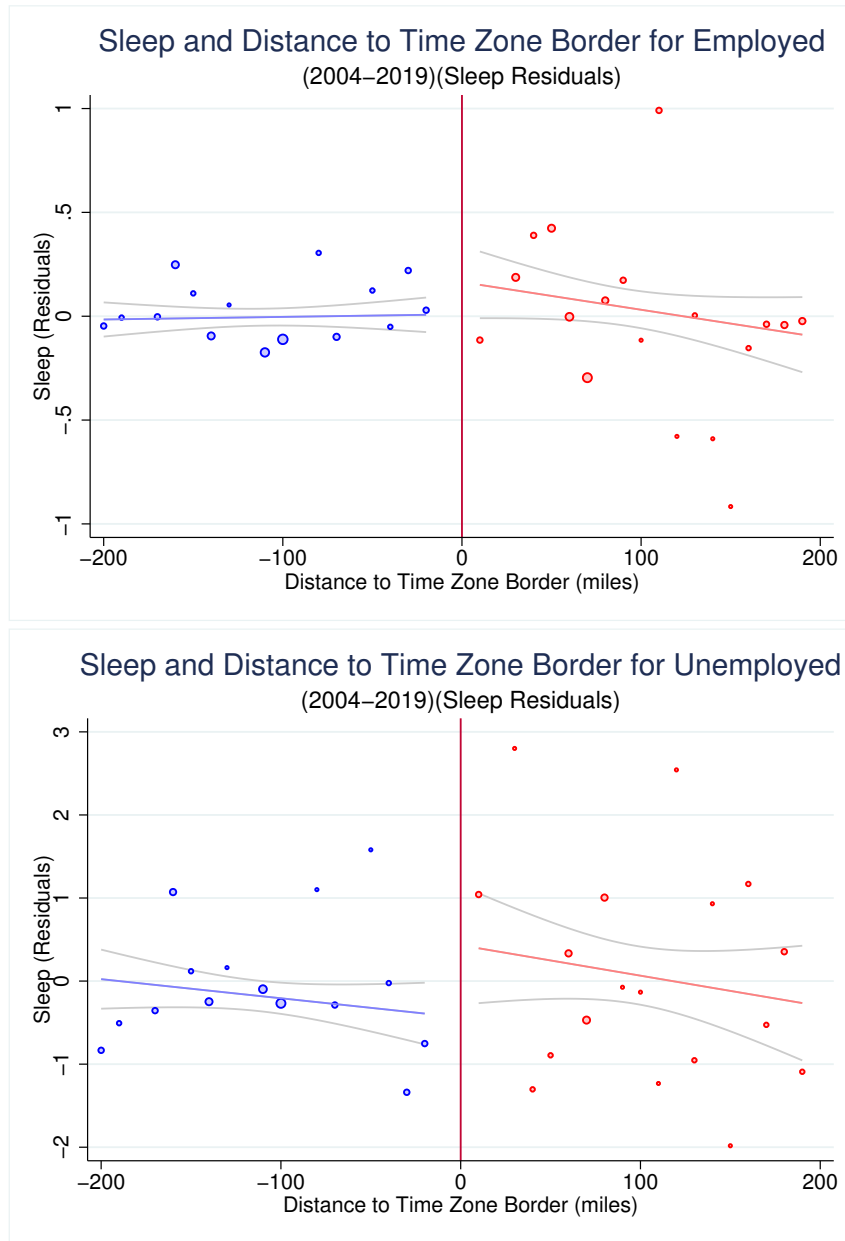 Sleep and Distance to Time Zone Border for Employed
(2004−2019)(Sleep Residuals)
Sleep (Residuals)
1
.5
0
−.5
−1
−200
−100
0
100
200
Distance to Time Zone Border (miles)
Sleep and Distance to Time Zone Border for Unemployed
(2004−2019)(Sleep Residuals)
Sleep (Residuals)
3
2
1
0
−1
−2
−200
−100
0
100
200
Distance to Time Zone Border (miles)